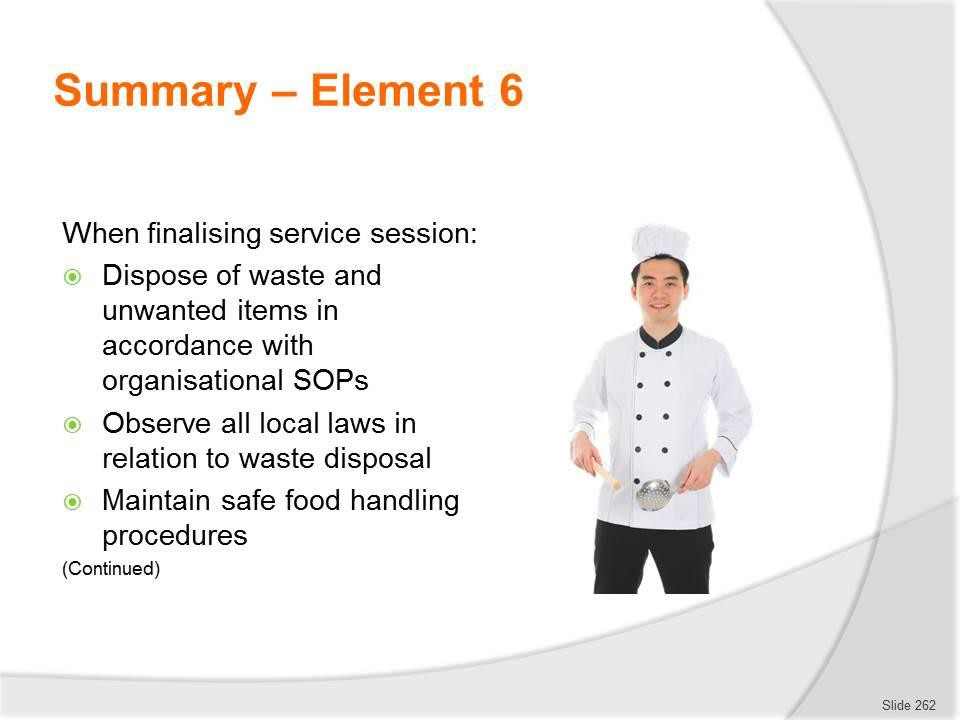 Summary – Element 6
When finalising service session:
Dispose of waste and
unwanted items in
accordance with
organisational SOPs
Observe all local laws in
relation to waste disposal
Maintain safe food handling
procedures
(Continued)
Slide 262